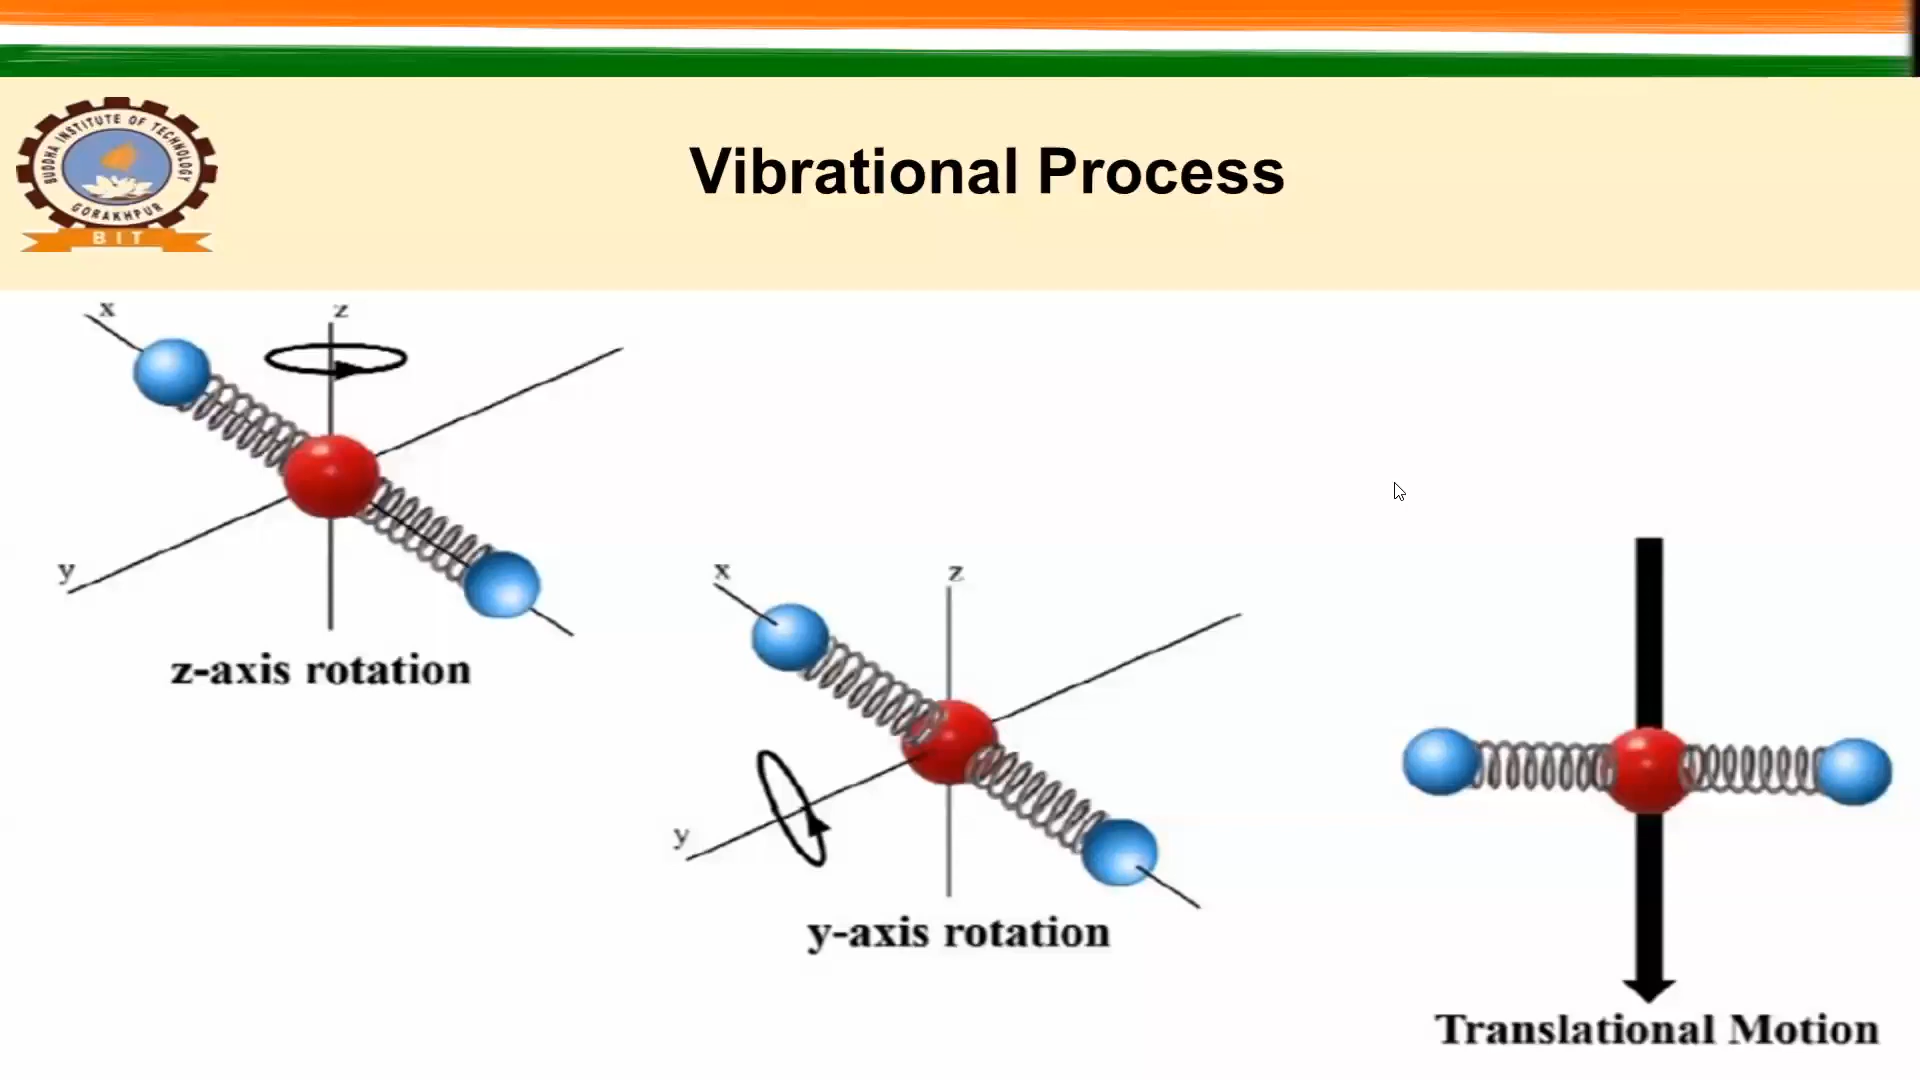 BUDDHA INSTITUTE OF TECHNOLOGY
GORAKHPUR
BIT
Vibrational Process
x
z
y
z-axis rotation
x
z
y
y-axis rotation
Translational Motion